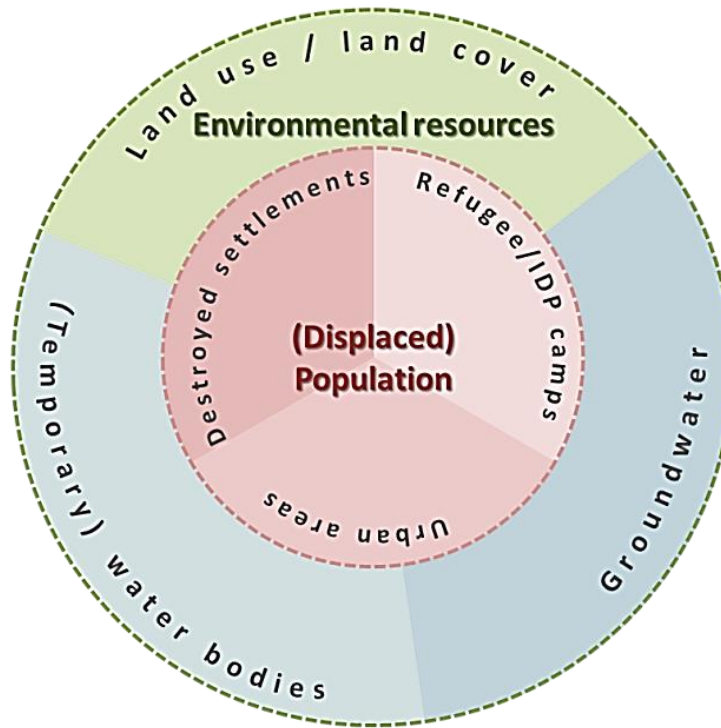 Land use / land cover
Environmental resources
Destroyed settlements
Refugee/IDP camps
(Displaced)
Population
Urban areas
(Temporary) water bodies
Groundwater